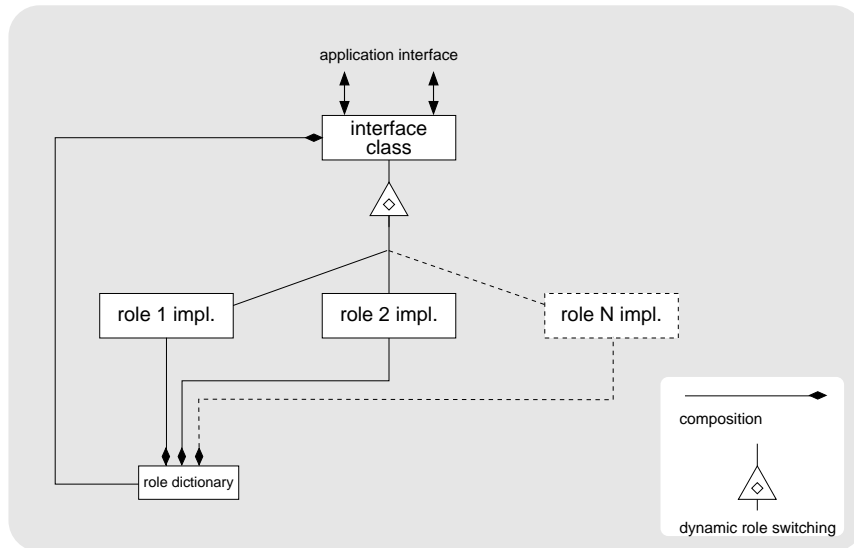 application interface
interface
class
role 1 impl.
role 2 impl.
role N impl.
role dictionary
composition
dynamic role switching